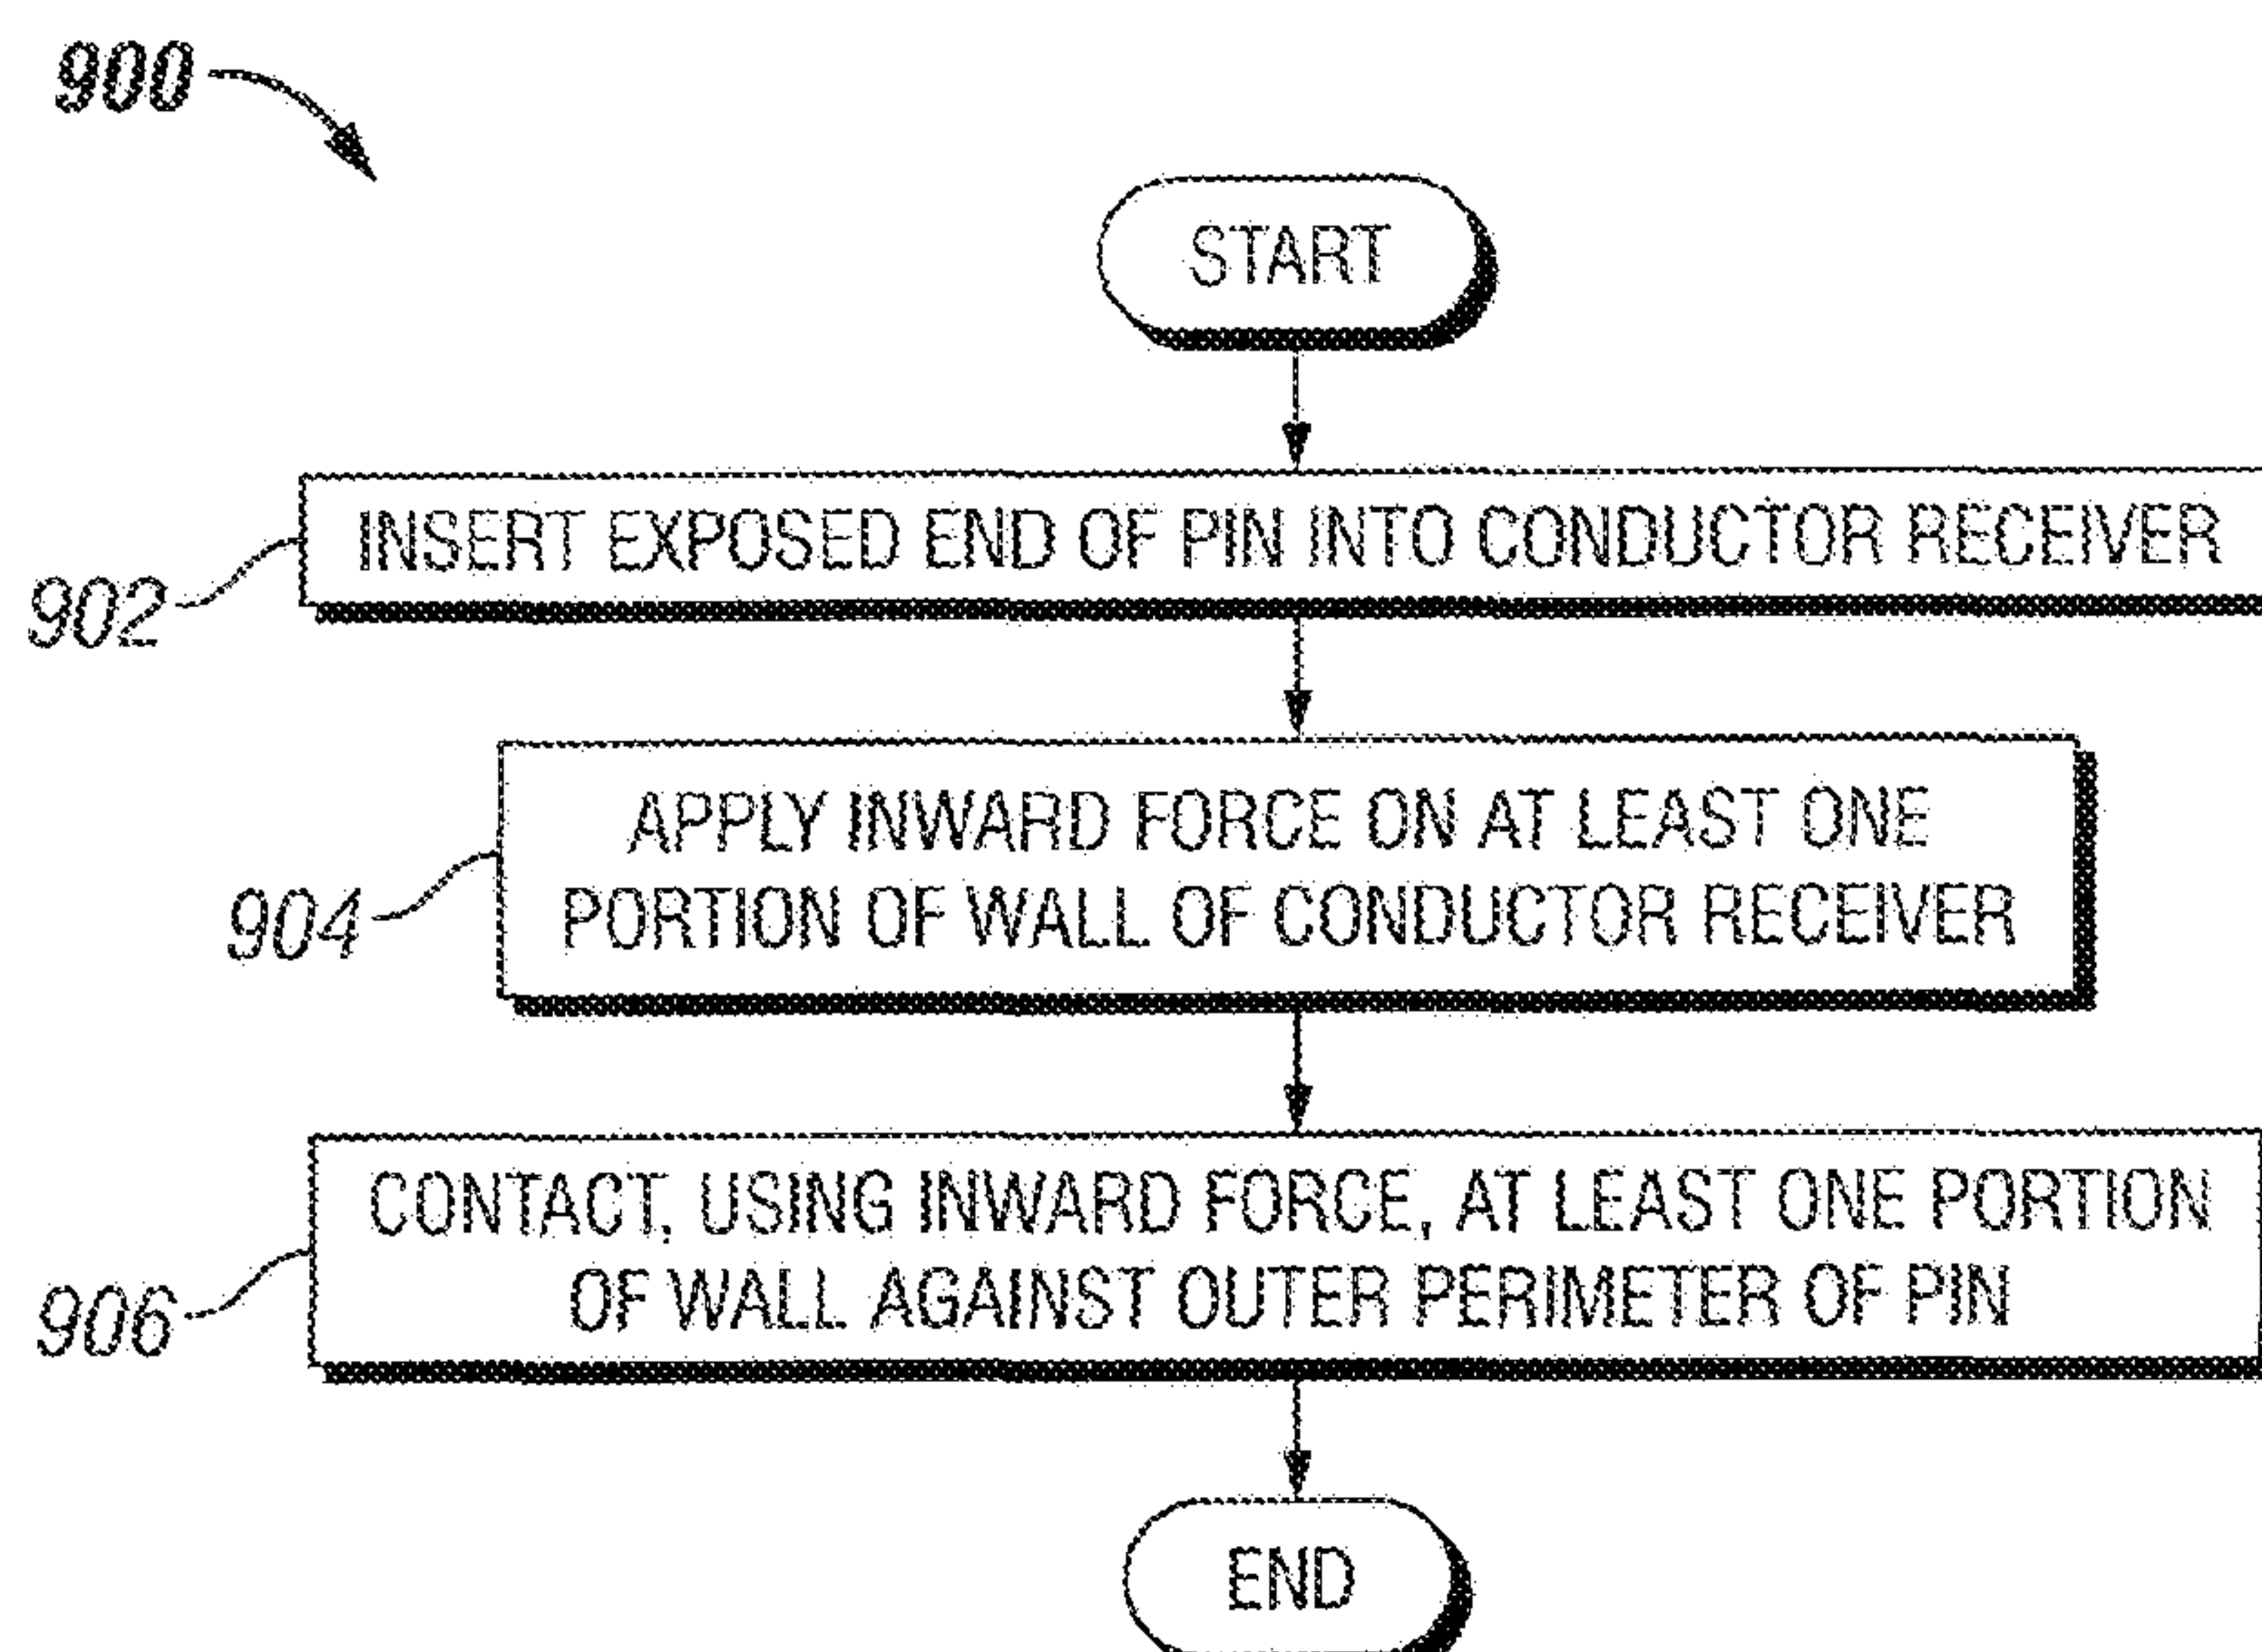 900
START
INSERT EXPOSED END OF PIN INTO CONDUCTOR RECEIVER
902
APPLY INWARD FORCE ON AT LEAST ONE
PORTION OF WALL OF CONDUCTOR RECEIVER
904
CONTACT, USING INWARD FORCE, AT LEAST ONE PORTION
OF WALL AGAINST OUTER PERIMETER OF PIN
906
END